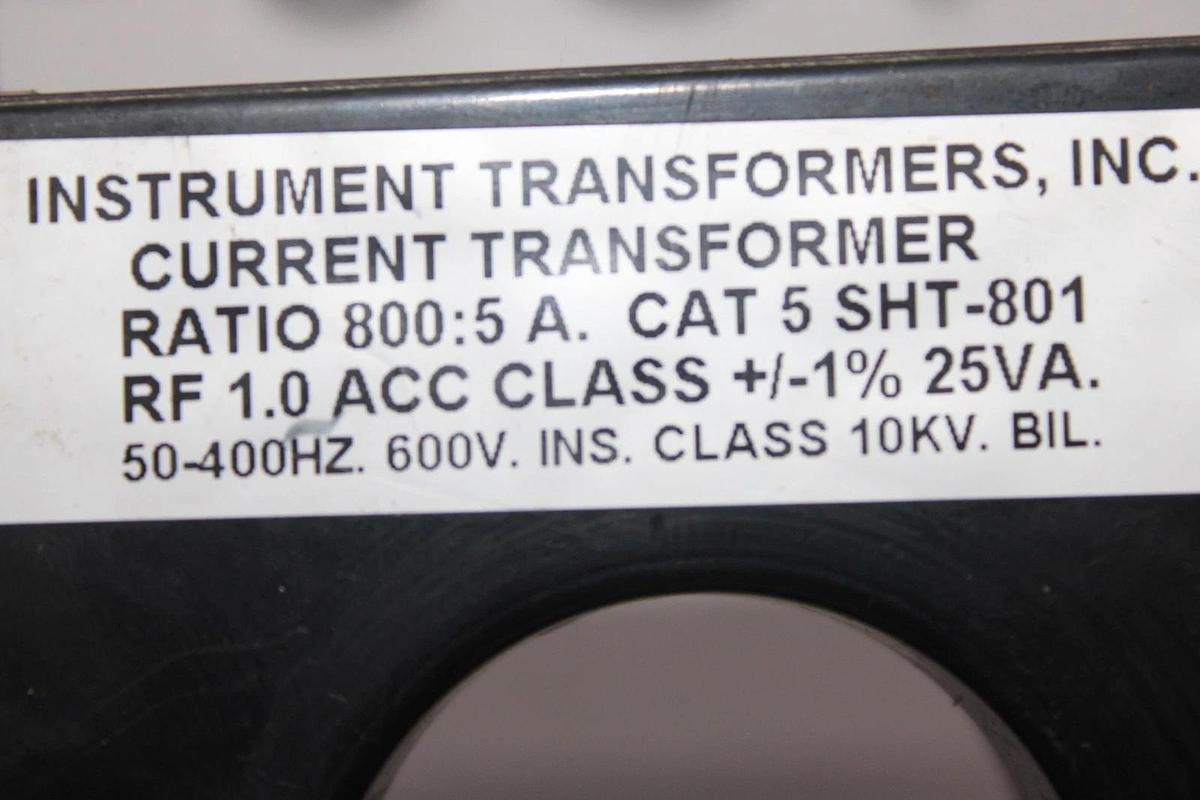 INSTRUMENT TRANSFORMERS, INC.
CURRENT TRANSFORMER
RATIO 800:5 A. CAT 5 SHT-801
RF 1.0 ACC CLASS +/-1% 25VA.
50-400HZ. 600V. INS. CLASS 10KV. BIL.